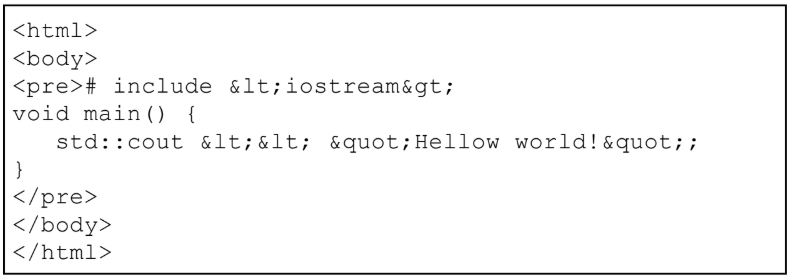 <html>
<body>
<pre># include &lt;iostream&gt;
void main() {
   std::cout &lt;&lt; &quot;Hellow world!&quot;;
}
</pre>
</body>
</html>